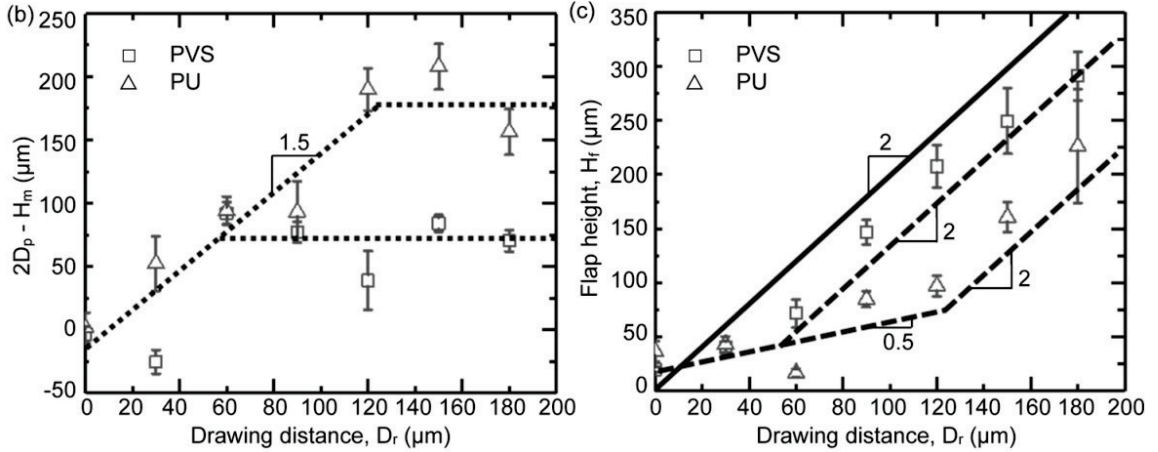 (b)
250
200
150
100
50
0
-50
2Dₚ - Hₘ (µm)
PVS
PU
1.5
0 20 40 60 80 100 120 140 160 180 200
Drawing distance, Dᵣ (µm)
(c)
350
300
250
200
150
100
50
0
Flap height, H_f (µm)
PVS
PU
2
2
2
0.5
0 20 40 60 80 100 120 140 160 180 200
Drawing distance, Dᵣ (µm)